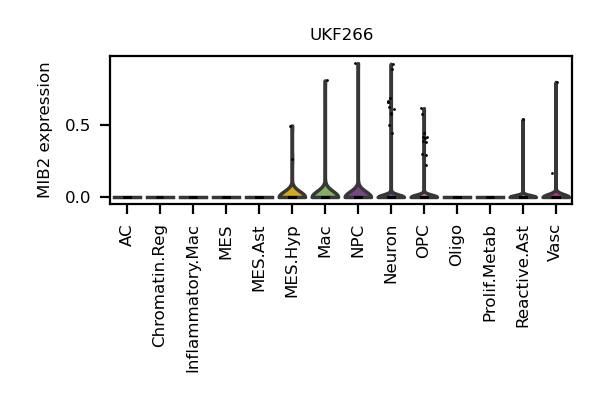 UKF266
MIB2 expression
0.5
0.0
AC
Chromatin.Reg
Inflammatory.Mac
MES
MES.Ast
MES.Hyp
Mac
NPC
Neuron
OPC
Oligo
Prolif.Metab
Reactive.Ast
Vasc